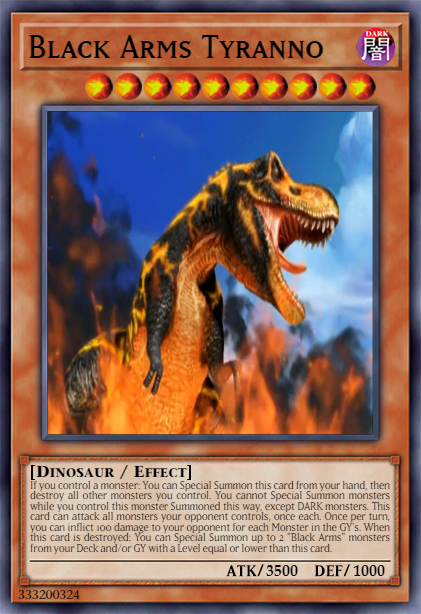 Black Arms Tyranno
DARK
闇
[Dinosaur / Effect]
If you control a monster: You can Special Summon this card from your hand, then
destroy all other monsters you control. You cannot Special Summon monsters
while you control this monster Summoned this way, except DARK monsters. This
card can attack all monsters your opponent controls, once each. Once per turn,
you can inflict 100 damage to your opponent for each Monster in the GY's. When
this card is destroyed: You can Special Summon up to 2 "Black Arms" monsters
from your Deck and/or GY with a Level equal or lower than this card.
ATK/3500 DEF/1000
333200324